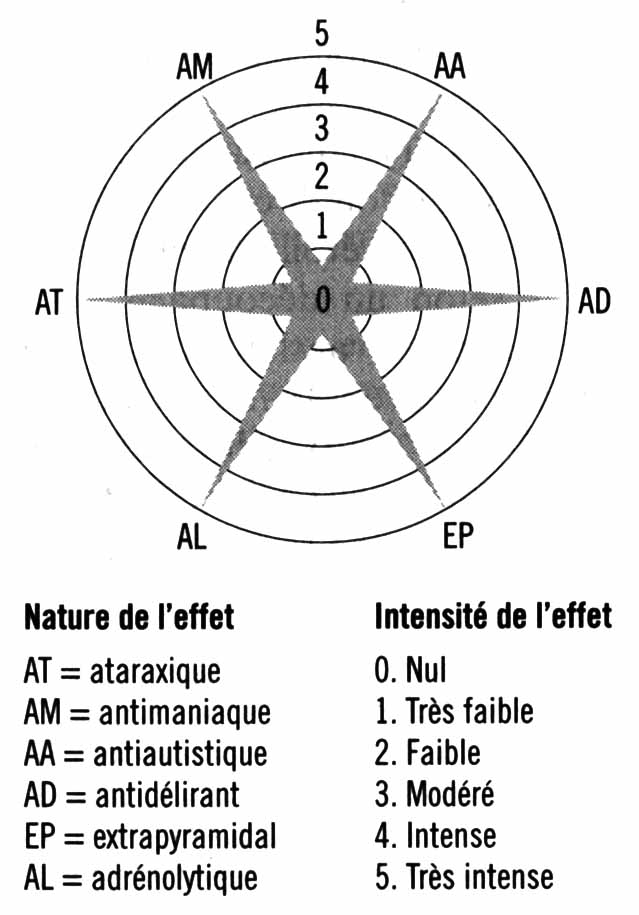 5
AM
AA
4
3
2
1
AT
0
AD
AL
EP
Nature de l'effet
AT = ataraxique
AM = antimaniaque
AA = antiautistique
AD = antidélirant
EP = extrapyramidal
AL = adrénolytique
Intensité de l'effet
0. Nul
1. Très faible
2. Faible
3. Modéré
4. Intense
5. Très intense